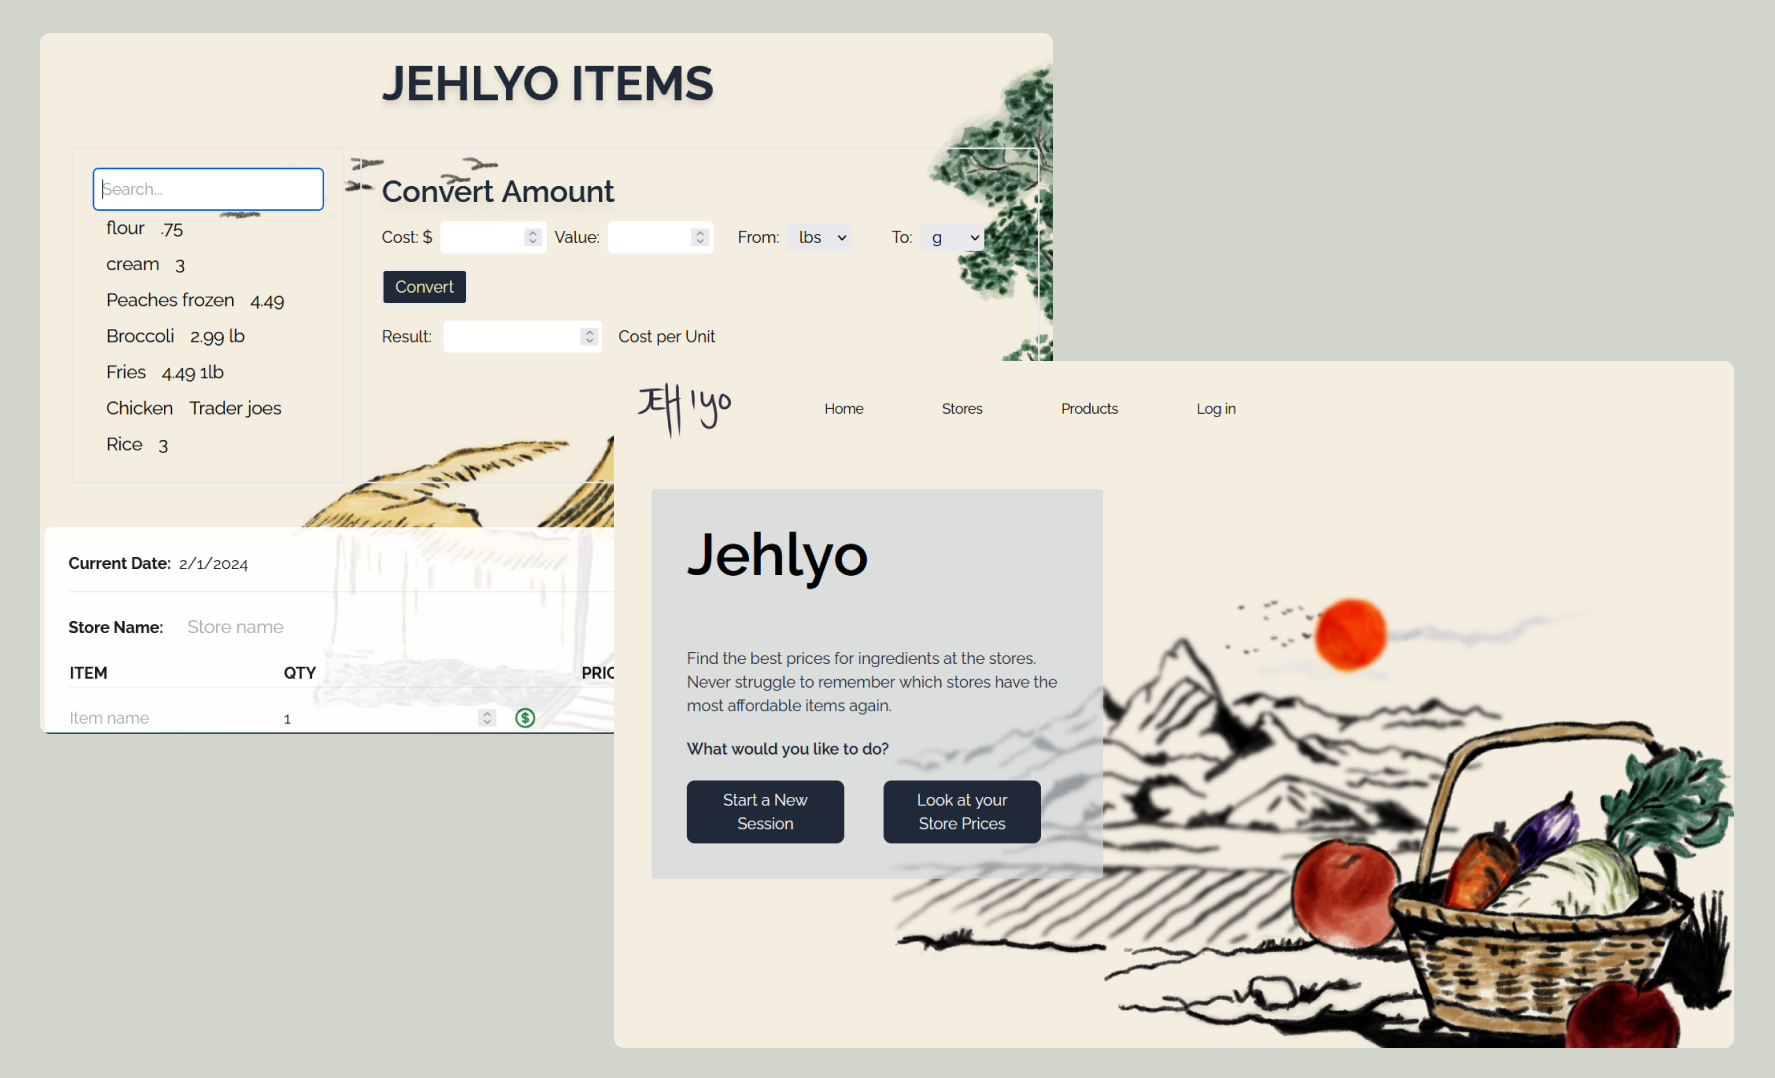 JEHLYO ITEMS
Search...
flour .75
cream 3
Peaches frozen 4.49
Broccoli 2.99 lb
Fries 4.49 1lb
Chicken Trader joes
Rice 3
Convert Amount
Cost: $ Value: From: lbs To: g
Convert
Result: Cost per Unit
Current Date: 2/1/2024
Store Name: Store name
ITEM QTY PRIC
Item name 1 $
JEH lyo
Home Stores Products Log in
Jehlyo
Find the best prices for ingredients at the stores.
Never struggle to remember which stores have the
most affordable items again.
What would you like to do?
Start a New
Session
Look at your
Store Prices